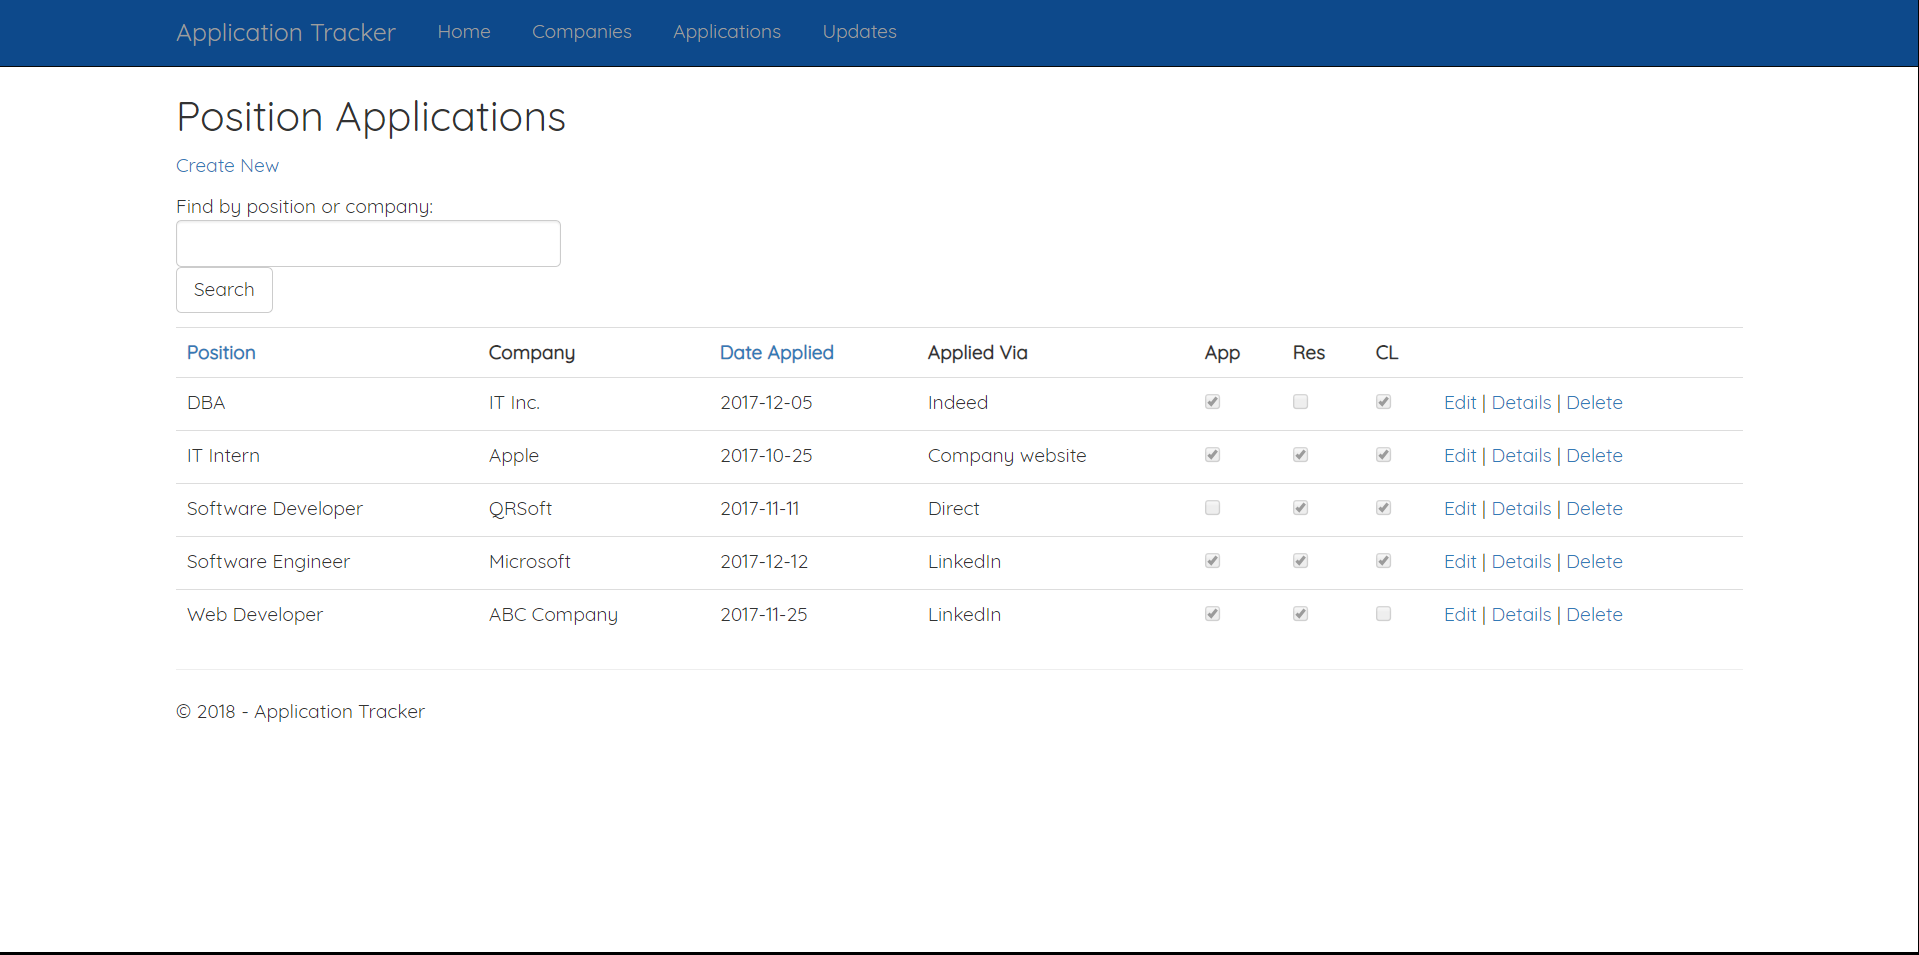 Application Tracker Home Companies Applications Updates
Position Applications
Create New
Find by position or company:
Search
Position Company Date Applied Applied Via App Res CL
DBA IT Inc. 2017-12-05 Indeed Edit | Details | Delete
IT Intern Apple 2017-10-25 Company website Edit | Details | Delete
Software Developer QRSoft 2017-11-11 Direct Edit | Details | Delete
Software Engineer Microsoft 2017-12-12 LinkedIn Edit | Details | Delete
Web Developer ABC Company 2017-11-25 LinkedIn Edit | Details | Delete
© 2018 - Application Tracker